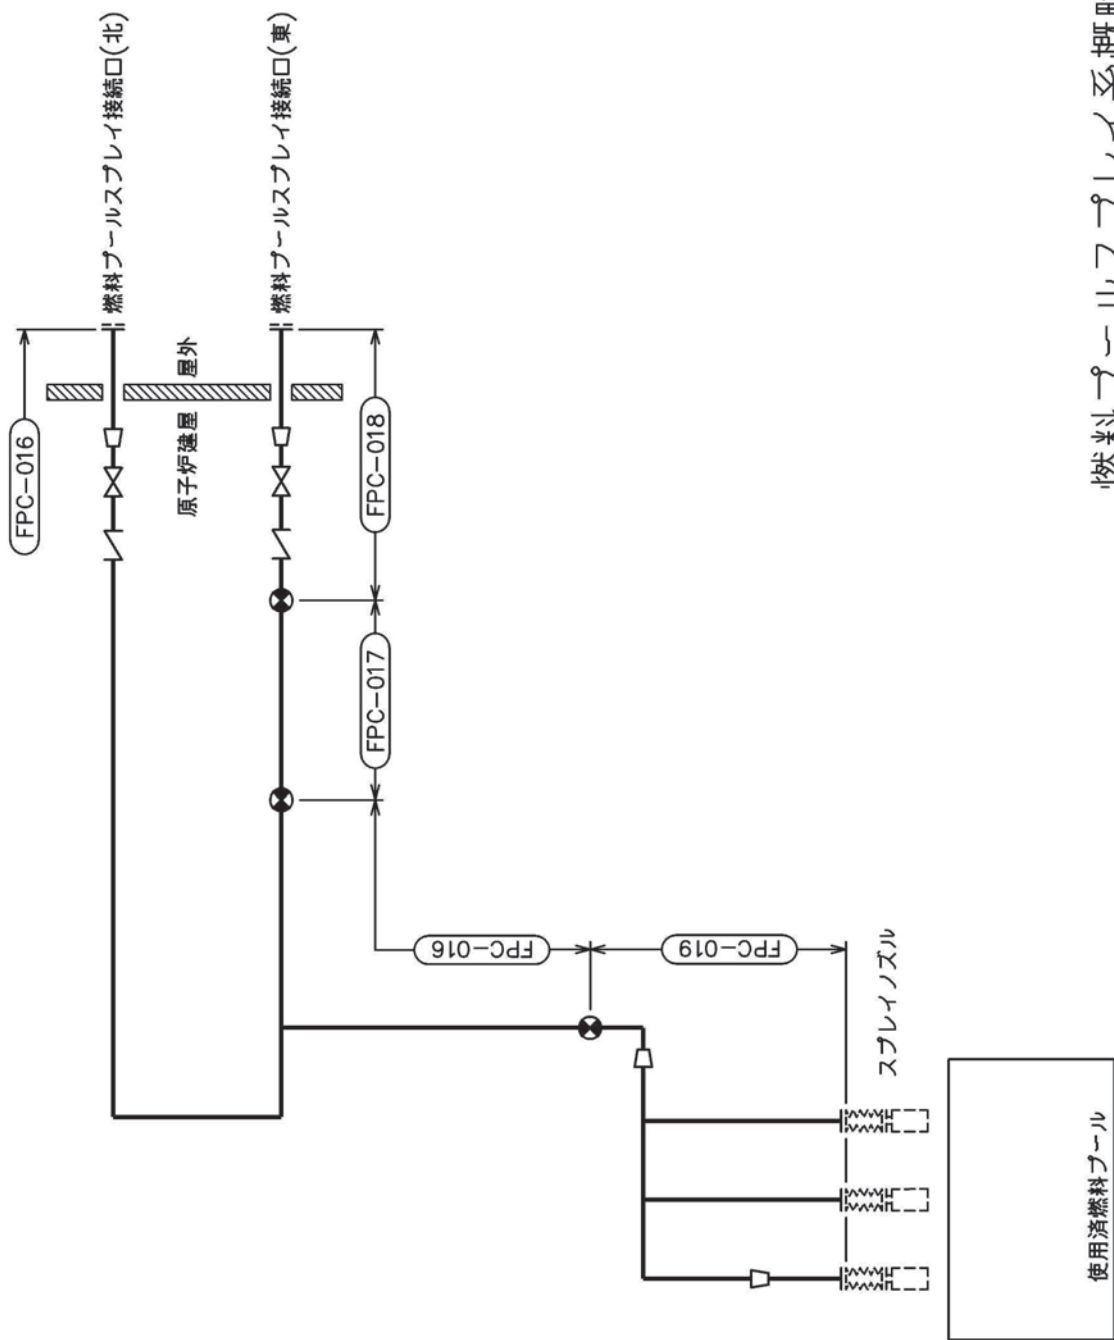 燃料プールスプレイ接続口(北)
燃料プールスプレイ接続口(東)
FPC-016
屋外
原子炉建屋
FPC-018
FPC-017
FPC-016
FPC-019
スプレイノズル
使用済燃料プール
燃料プールスプレイ系概